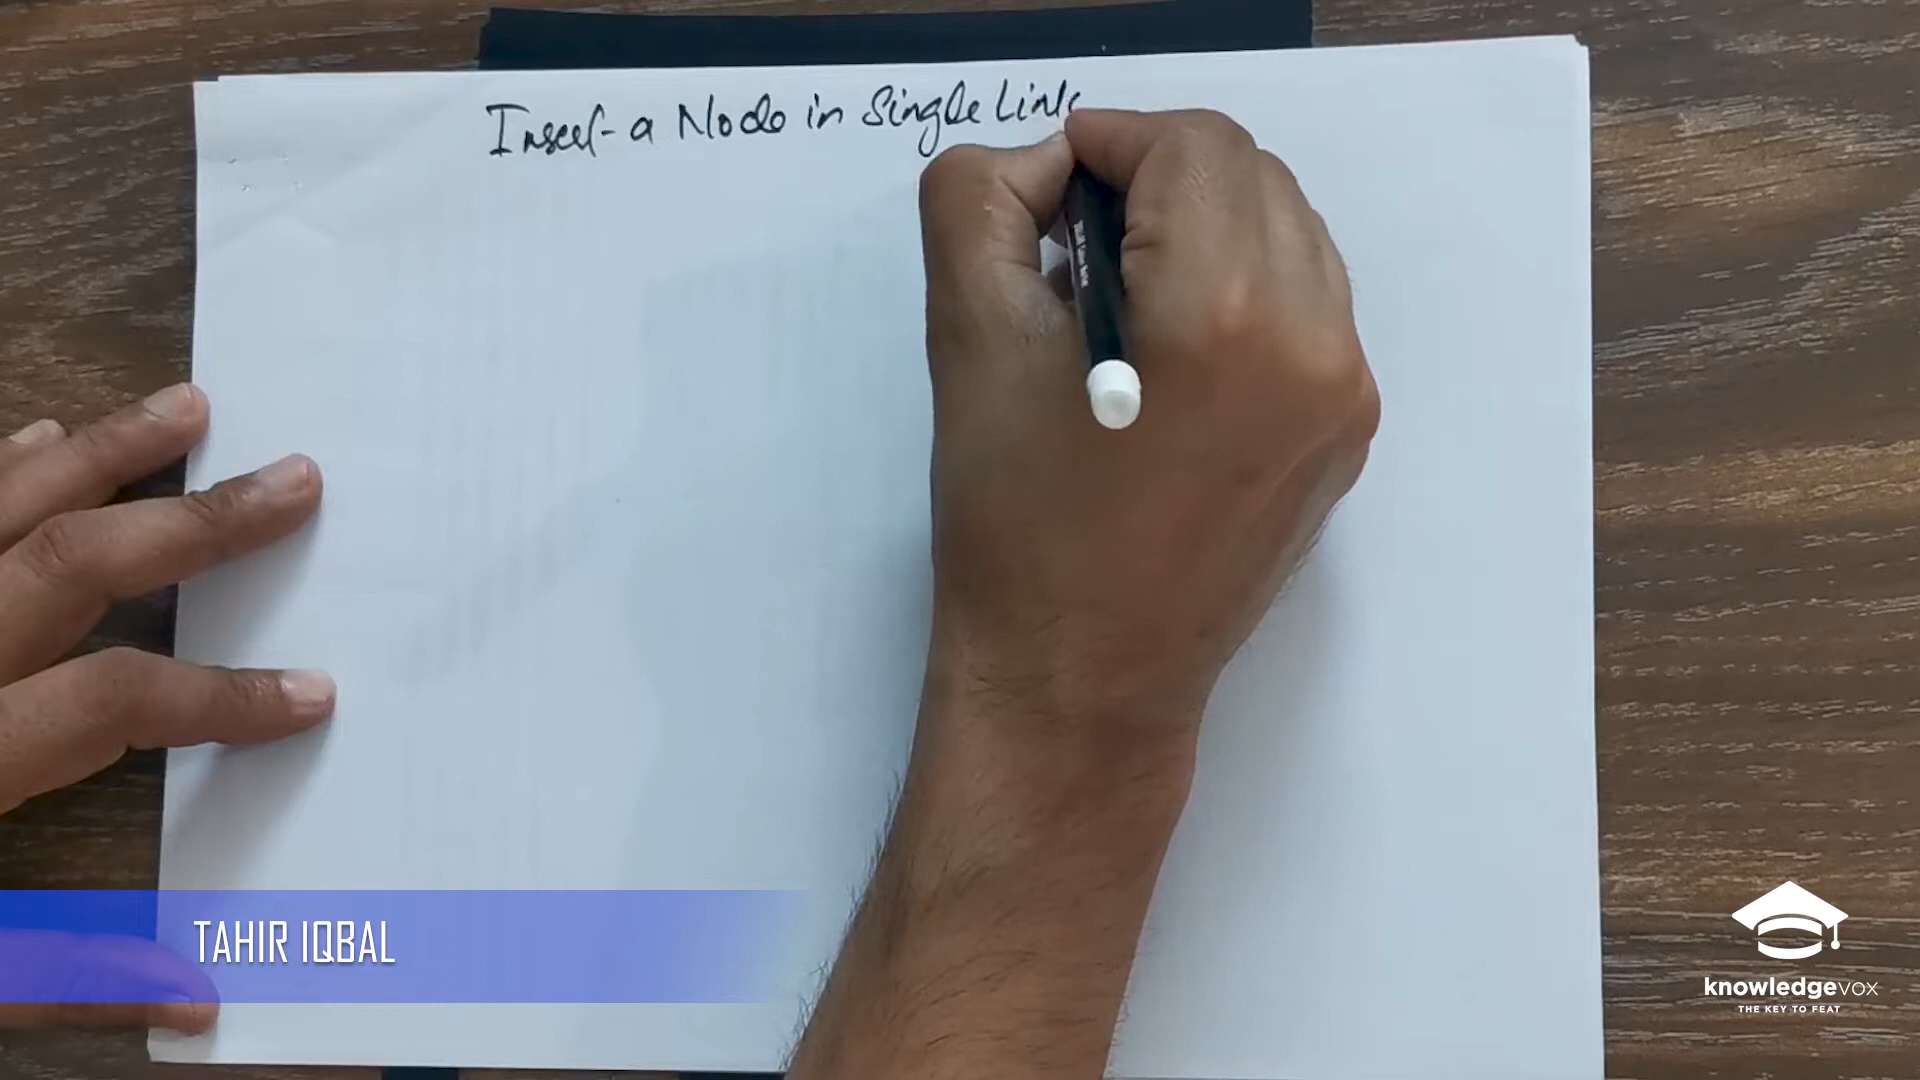 Insert a Node in Single Link
TAHIR IQBAL
knowledgevox
THE KEY TO FEAT